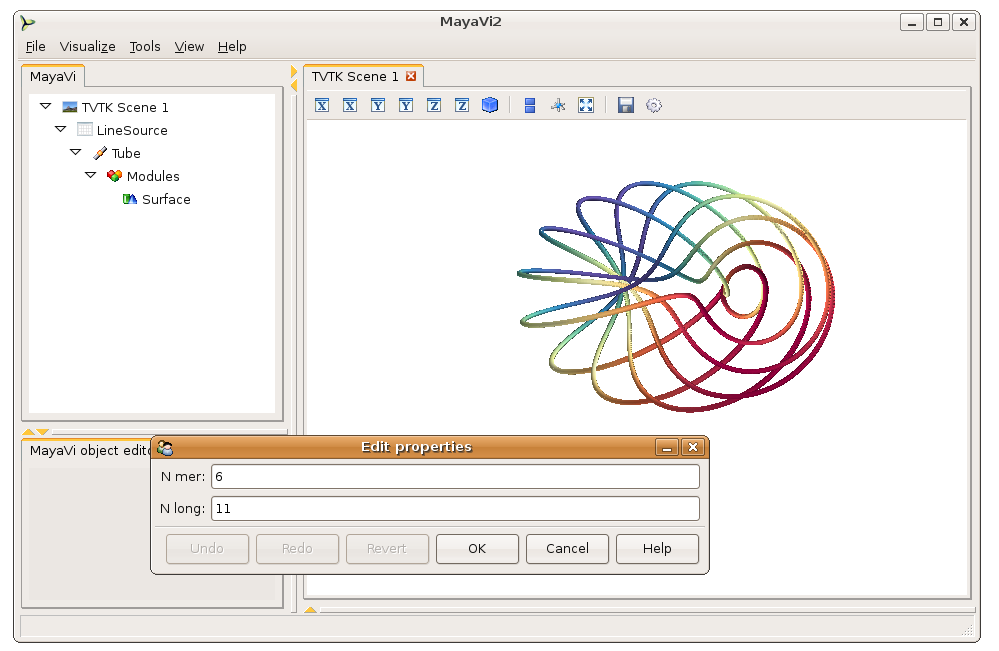 MayaVi2
File Visualize Tools View Help
MayaVi
TVTK Scene 1
TVTK Scene 1
LineSource
Tube
Modules
Surface
X X Y Y Z Z
MayaVi object edito
Edit properties
N mer: 6
N long: 11
Undo Redo Revert OK Cancel Help